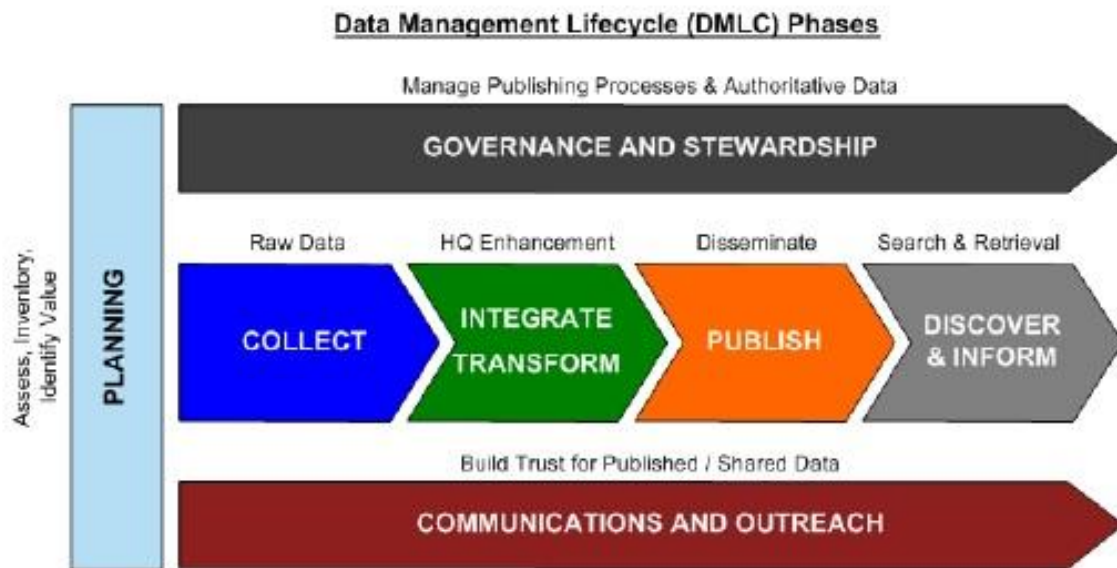 Data Management Lifecycle (DMLC) Phases
Manage Publishing Processes & Authoritative Data
GOVERNANCE AND STEWARDSHIP
Assess, Inventory,
Identify Value
PLANNING
Raw Data
COLLECT
HQ Enhancement
INTEGRATE
TRANSFORM
Disseminate
PUBLISH
Search & Retrieval
DISCOVER
& INFORM
Build Trust for Published / Shared Data
COMMUNICATIONS AND OUTREACH